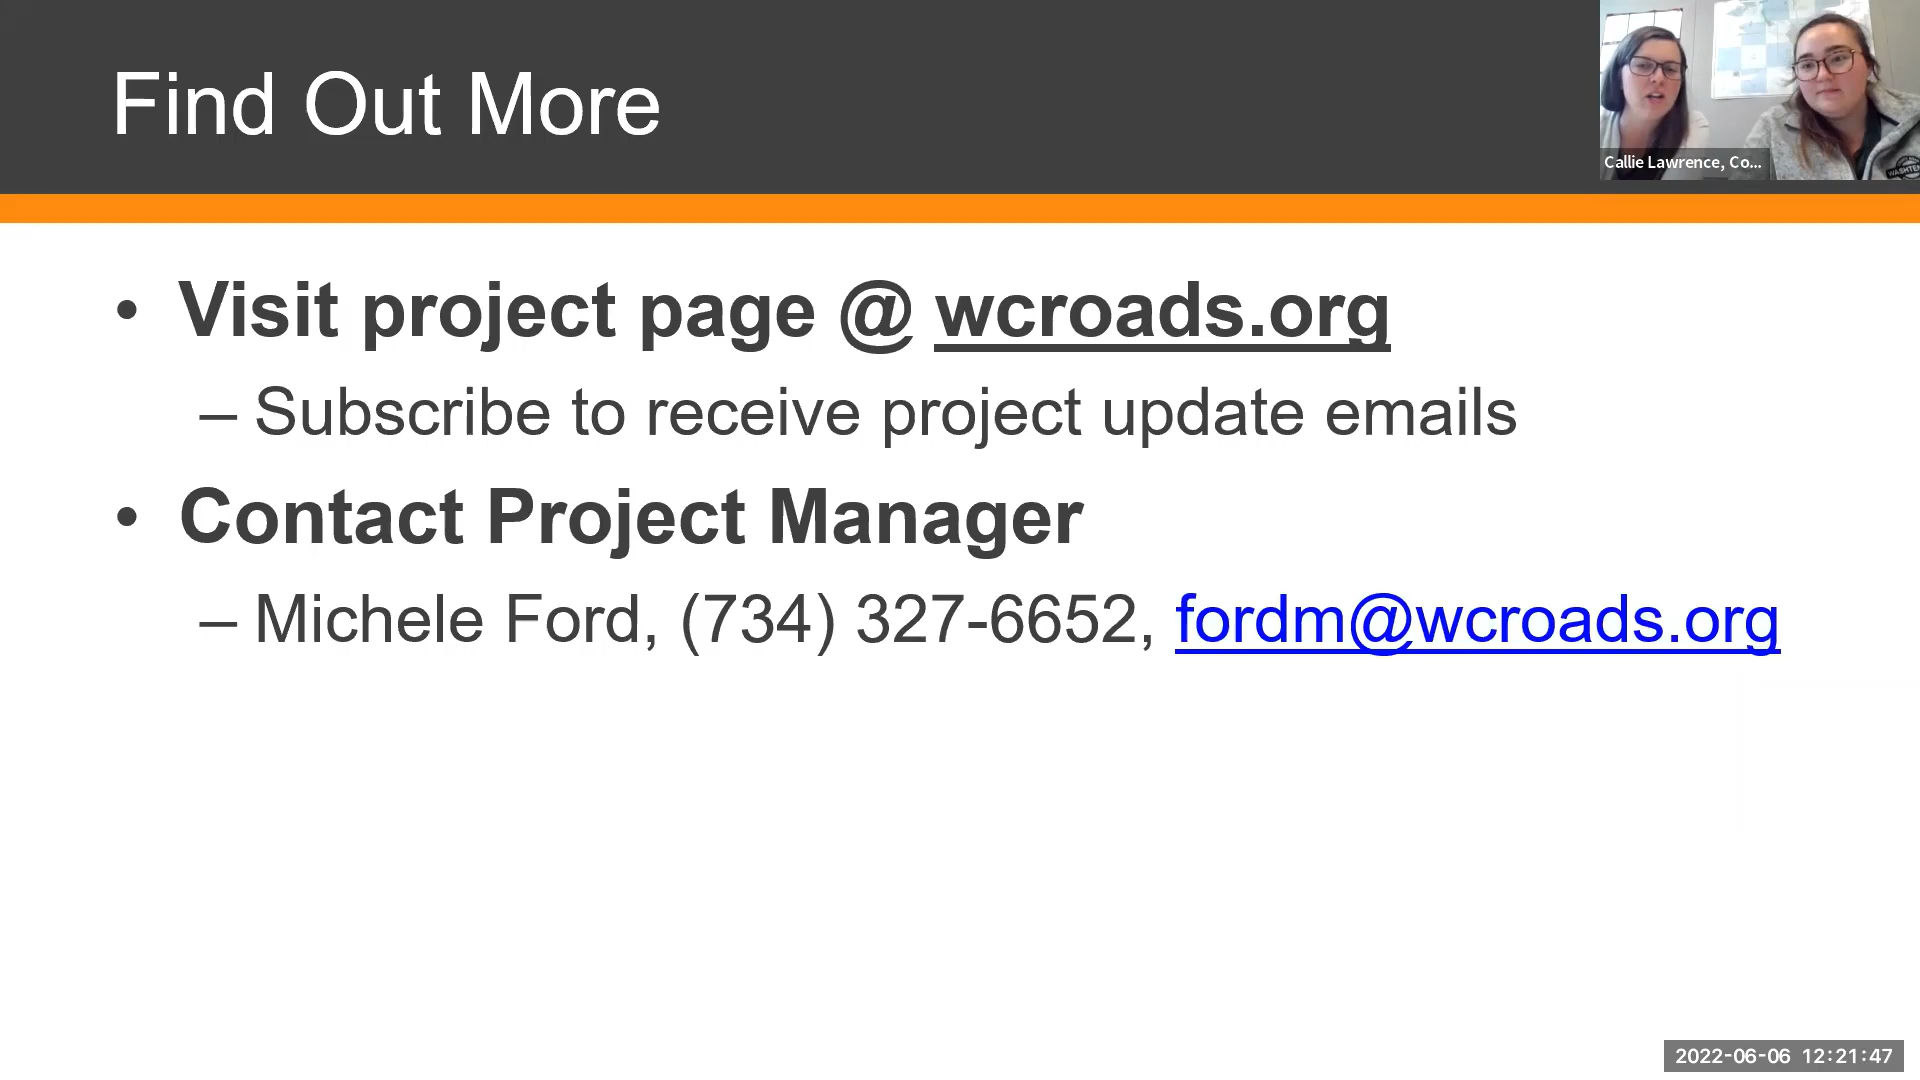 Find Out More
Callie Lawrence, Co...
• Visit project page @ wcroads.org
– Subscribe to receive project update emails
• Contact Project Manager
– Michele Ford, (734) 327-6652, fordm@wcroads.org
2022-06-06 12:21:47